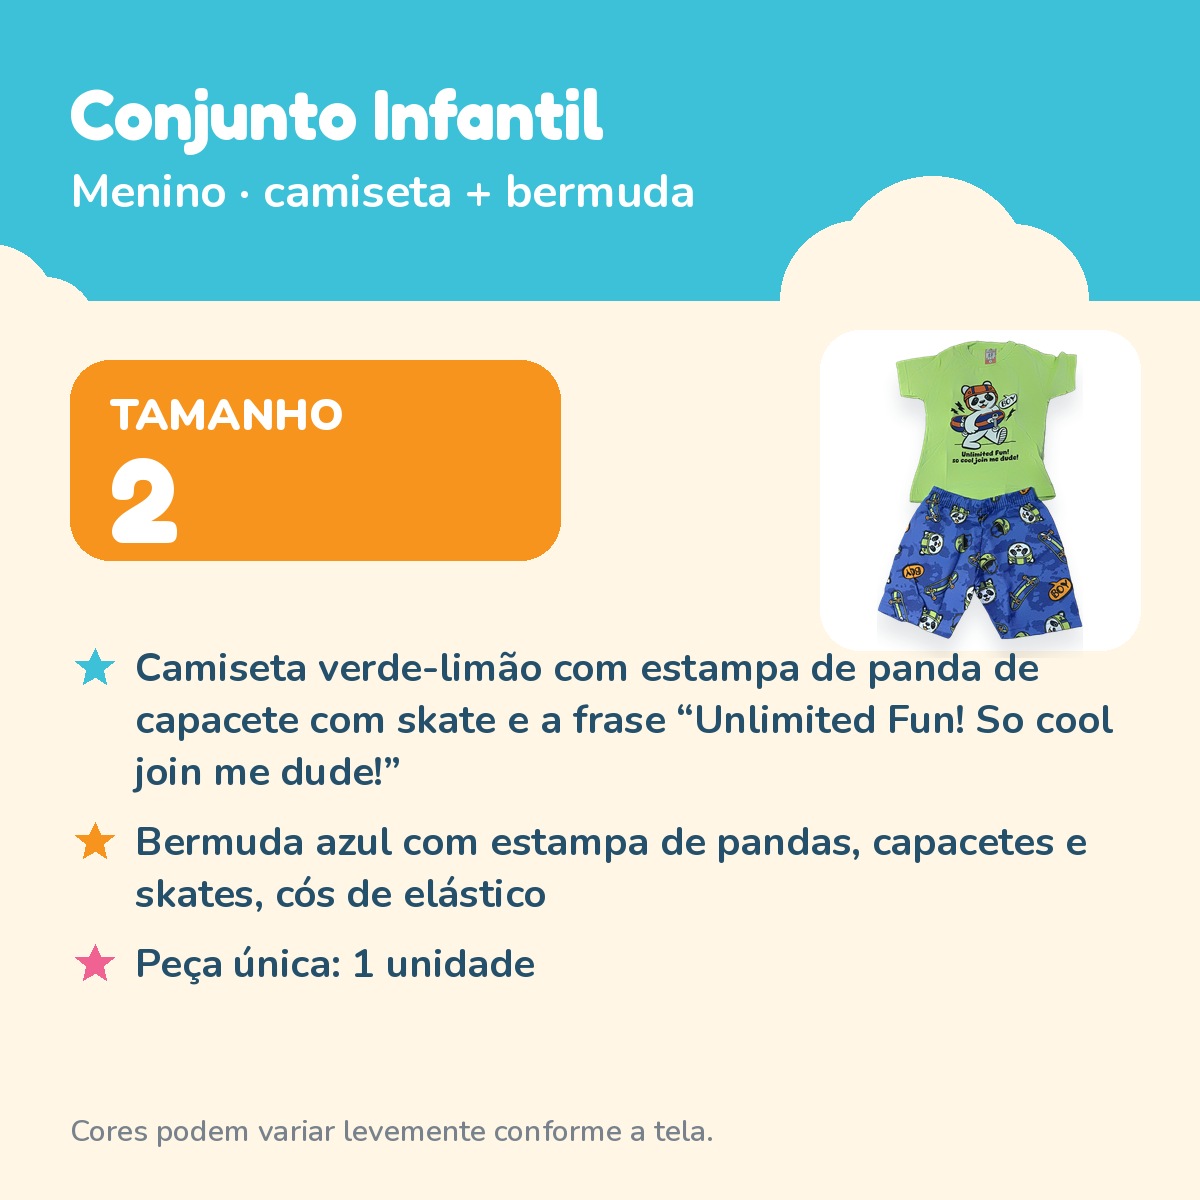 Conjunto Infantil
Menino · camiseta + bermuda
TAMANHO
2
BOY
Unlimited Fun!
so cool join me dude!
BOY
Camiseta verde-limão com estampa de panda de
capacete com skate e a frase “Unlimited Fun! So cool
join me dude!”
Bermuda azul com estampa de pandas, capacetes e
skates, cós de elástico
Peça única: 1 unidade
Cores podem variar levemente conforme a tela.